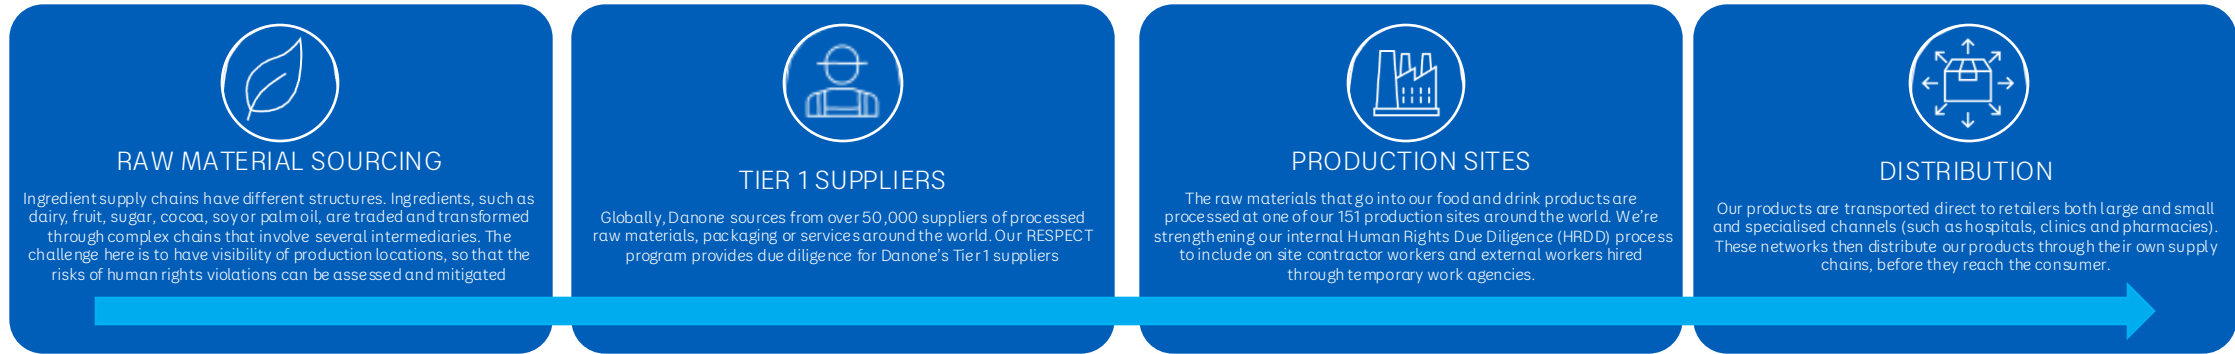 RAW MATERIAL SOURCING
Ingredient supply chains have different structures. Ingredients, such as
dairy, fruit, sugar, cocoa, soy or palm oil, are traded and transformed
through complex chains that involve several intermediaries. The
challenge here is to have visibility of production locations, so that the
risks of human rights violations can be assessed and mitigated
TIER 1 SUPPLIERS
Globally, Danone sources from over 50,000 suppliers of processed
raw materials, packaging or services around the world. Our RESPECT
program provides due diligence for Danone's Tier 1 suppliers
PRODUCTION SITES
The raw materials that go into our food and drink products are
processed at one of our 151 production sites around the world. We're
strengthening our internal Human Rights Due Diligence (HRDD) process
to include on site contractor workers and external workers hired
through temporary work agencies.
DISTRIBUTION
Our products are transported direct to retailers both large and small
and specialised channels (such as hospitals, clinics and pharmacies).
These networks then distribute our products through their own supply
chains, before they reach the consumer.